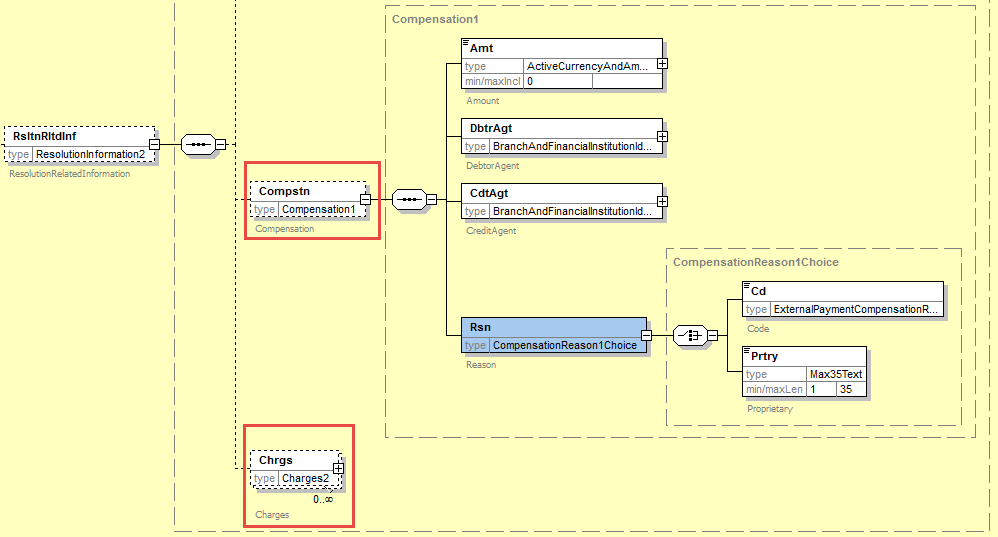 Compensation1
Amt
type ActiveCurrencyAndAm...
min/maxIncl 0
Amount
DbtrAgt
type BranchAndFinancialInstitutionId...
DebtorAgent
RsltnRltdInf
type ResolutionInformation2
ResolutionRelatedInformation
Compstn
type Compensation1
Compensation
CdtAgt
type BranchAndFinancialInstitutionId...
CreditAgent
CompensationReason1Choice
Cd
type ExternalPaymentCompensationR...
Code
Rsn
type CompensationReason1Choice
Reason
Prtry
type Max35Text
min/maxLen 1 35
Proprietary
Chrgs
type Charges2
0..∞
Charges